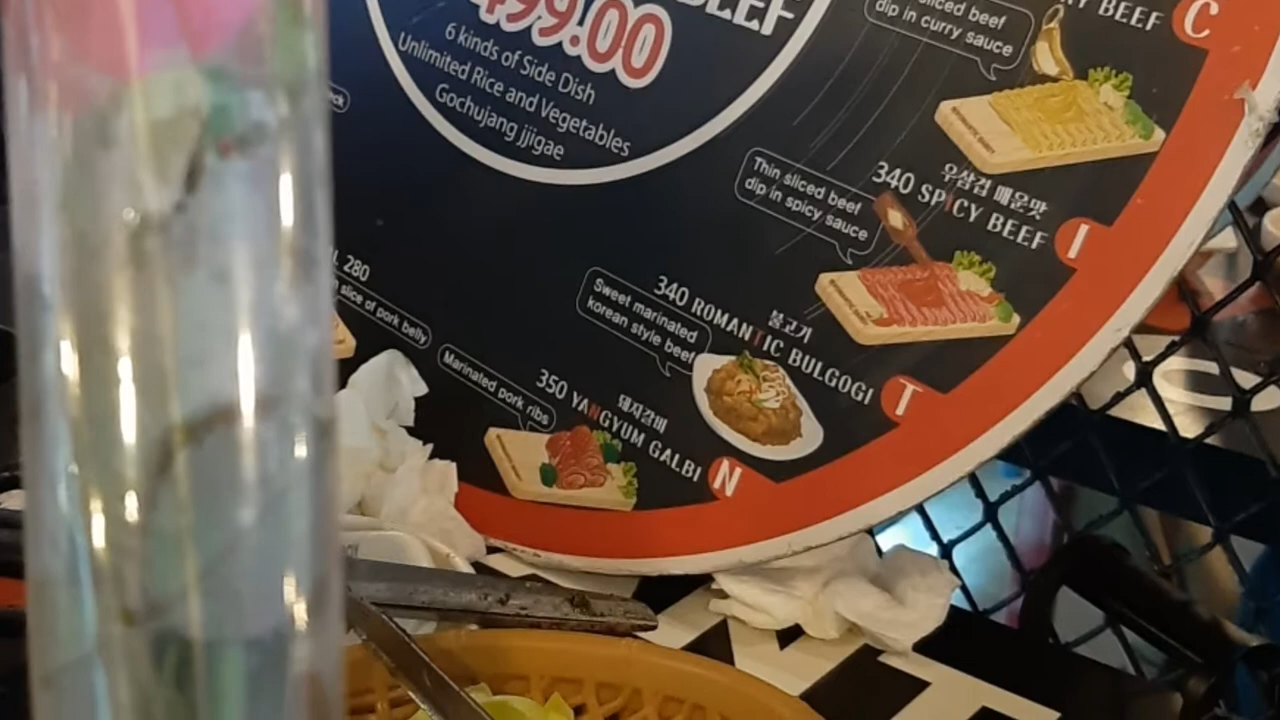 BEEF
499.00
6 kinds of Side Dish
Unlimited Rice and Vegetables
Gochujang jjigae
sliced beef
dip in curry sauce
BEEF
C
Thin sliced beef
dip in spicy sauce
우삼겹 매운맛
340 SPICY BEEF
I
Sweet marinated
korean style beef
불고기
340 ROMANTIC BULGOGI
T
280
slice of pork belly
Marinated pork ribs
돼지갈비
350 YANGYUM GALBI
N